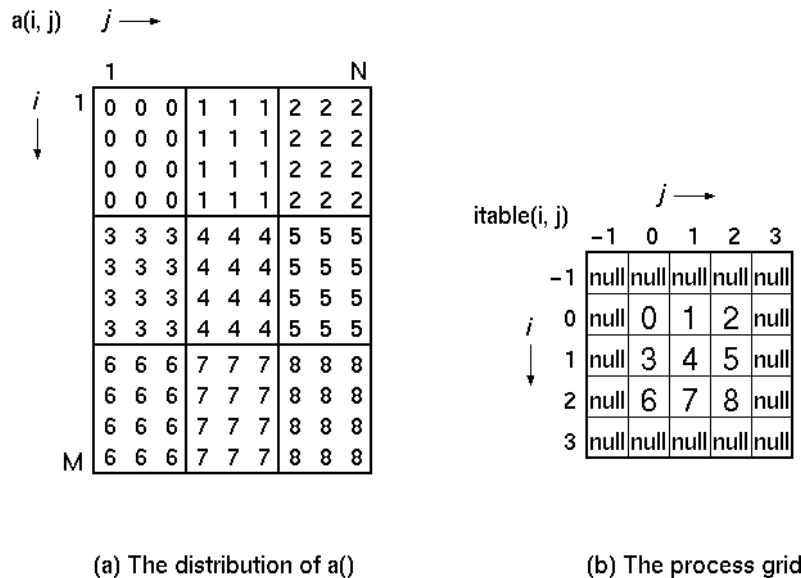 a(i, j) j
1 N
i
1 0 0 0 1 1 1 2 2 2
0 0 0 1 1 1 2 2 2
0 0 0 1 1 1 2 2 2
0 0 0 1 1 1 2 2 2
3 3 3 4 4 4 5 5 5
3 3 3 4 4 4 5 5 5
3 3 3 4 4 4 5 5 5
3 3 3 4 4 4 5 5 5
6 6 6 7 7 7 8 8 8
6 6 6 7 7 7 8 8 8
6 6 6 7 7 7 8 8 8
M 6 6 6 7 7 7 8 8 8
(a) The distribution of a()
j
itable(i, j)
-1 0 1 2 3
-1 null null null null null
0 null 0 1 2 null
i
1 null 3 4 5 null
2 null 6 7 8 null
3 null null null null null
(b) The process grid